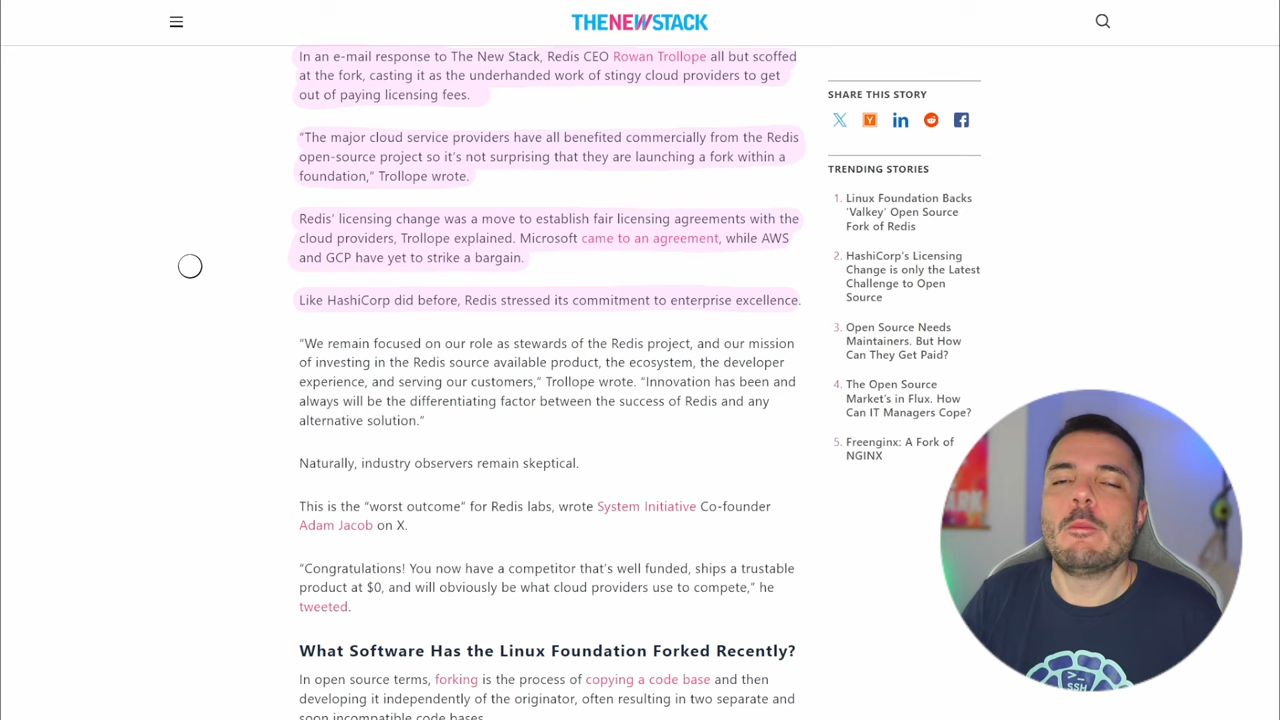 THENEWSTACK
In an e-mail response to The New Stack, Redis CEO Rowan Trollope all but scoffed
at the fork, casting it as the underhanded work of stingy cloud providers to get
out of paying licensing fees.
“The major cloud service providers have all benefited commercially from the Redis
open-source project so it’s not surprising that they are launching a fork within a
foundation,” Trollope wrote.
Redis’ licensing change was a move to establish fair licensing agreements with the
cloud providers, Trollope explained. Microsoft came to an agreement, while AWS
and GCP have yet to strike a bargain.
Like HashiCorp did before, Redis stressed its commitment to enterprise excellence.
“We remain focused on our role as stewards of the Redis project, and our mission
of investing in the Redis source available product, the ecosystem, the developer
experience, and serving our customers,” Trollope wrote. “Innovation has been and
always will be the differentiating factor between the success of Redis and any
alternative solution.”
Naturally, industry observers remain skeptical.
This is the “worst outcome” for Redis labs, wrote System Initiative Co-founder
Adam Jacob on X.
“Congratulations! You now have a competitor that’s well funded, ships a trustable
product at $0, and will obviously be what cloud providers use to compete,” he
tweeted.
What Software Has the Linux Foundation Forked Recently?
In open source terms, forking is the process of copying a code base and then
developing it independently of the originator, often resulting in two separate and
soon incompatible code bases.
SHARE THIS STORY
TRENDING STORIES
1. Linux Foundation Backs
‘Valkey’ Open Source
Fork of Redis
2. HashiCorp’s Licensing
Change is only the Latest
Challenge to Open
Source
3. Open Source Needs
Maintainers. But How
Can They Get Paid?
4. The Open Source
Market’s in Flux. How
Can IT Managers Cope?
5. Freenginx: A Fork of
NGINX
>_
SSH